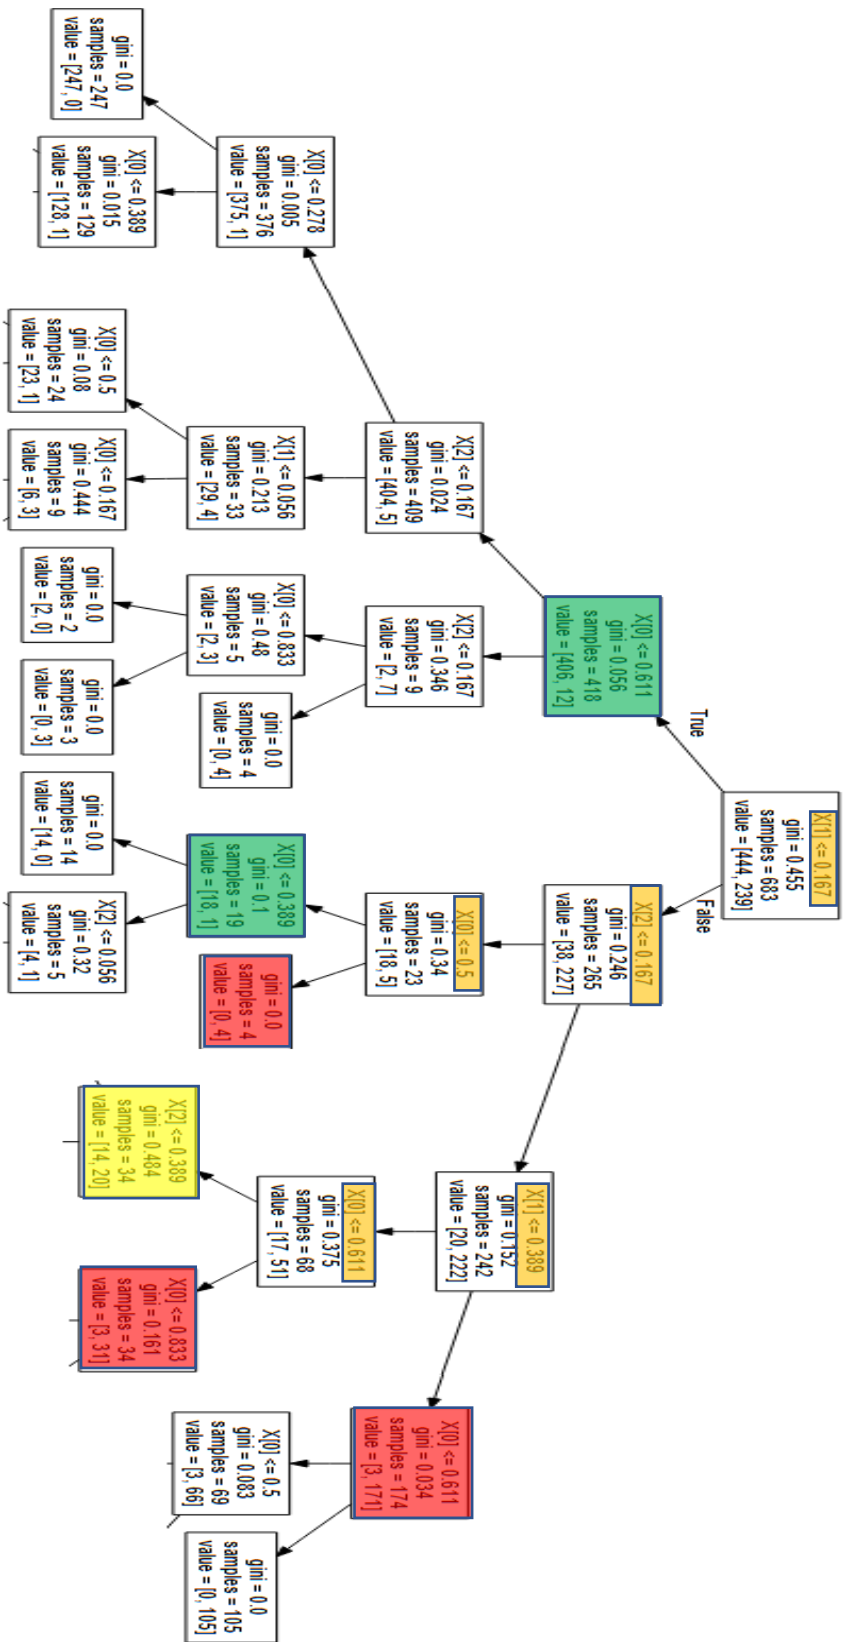 X[1] <= 0.167
gini = 0.455
samples = 683
value = [444, 239]
True
False
X[0] <= 0.611
gini = 0.056
samples = 418
value = [406, 12]
X[2] <= 0.167
gini = 0.246
samples = 265
value = [38, 227]
X[2] <= 0.167
gini = 0.024
samples = 409
value = [404, 5]
X[2] <= 0.167
gini = 0.346
samples = 9
value = [2, 7]
X[0] <= 0.5
gini = 0.34
samples = 23
value = [18, 5]
X[1] <= 0.389
gini = 0.152
samples = 242
value = [20, 222]
X[0] <= 0.278
gini = 0.005
samples = 376
value = [375, 1]
X[1] <= 0.056
gini = 0.213
samples = 33
value = [29, 4]
X[0] <= 0.833
gini = 0.48
samples = 5
value = [2, 3]
gini = 0.0
samples = 4
value = [0, 4]
X[0] <= 0.389
gini = 0.1
samples = 19
value = [18, 1]
gini = 0.0
samples = 4
value = [0, 4]
X[0] <= 0.611
gini = 0.375
samples = 68
value = [17, 51]
X[0] <= 0.611
gini = 0.034
samples = 174
value = [3, 171]
gini = 0.0
samples = 247
value = [247, 0]
X[0] <= 0.389
gini = 0.015
samples = 129
value = [128, 1]
X[0] <= 0.5
gini = 0.08
samples = 24
value = [23, 1]
X[0] <= 0.167
gini = 0.444
samples = 9
value = [6, 3]
gini = 0.0
samples = 2
value = [2, 0]
gini = 0.0
samples = 3
value = [0, 3]
gini = 0.0
samples = 14
value = [14, 0]
X[2] <= 0.056
gini = 0.32
samples = 5
value = [4, 1]
X[2] <= 0.389
gini = 0.484
samples = 34
value = [14, 20]
X[0] <= 0.833
gini = 0.161
samples = 34
value = [3, 31]
X[0] <= 0.5
gini = 0.083
samples = 69
value = [3, 66]
gini = 0.0
samples = 105
value = [0, 105]